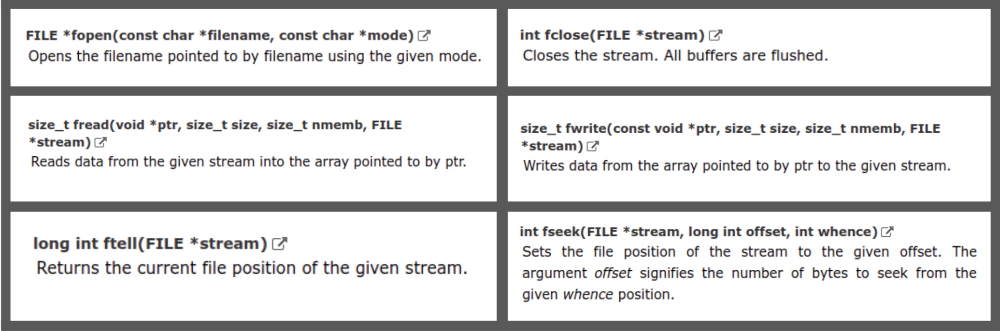 FILE *fopen(const char *filename, const char *mode)
Opens the filename pointed to by filename using the given mode.
int fclose(FILE *stream)
Closes the stream. All buffers are flushed.
size_t fread(void *ptr, size_t size, size_t nmemb, FILE
*stream)
Reads data from the given stream into the array pointed to by ptr.
size_t fwrite(const void *ptr, size_t size, size_t nmemb, FILE
*stream)
Writes data from the array pointed to by ptr to the given stream.
long int ftell(FILE *stream)
Returns the current file position of the given stream.
int fseek(FILE *stream, long int offset, int whence)
Sets the file position of the stream to the given offset. The
argument offset signifies the number of bytes to seek from the
given whence position.